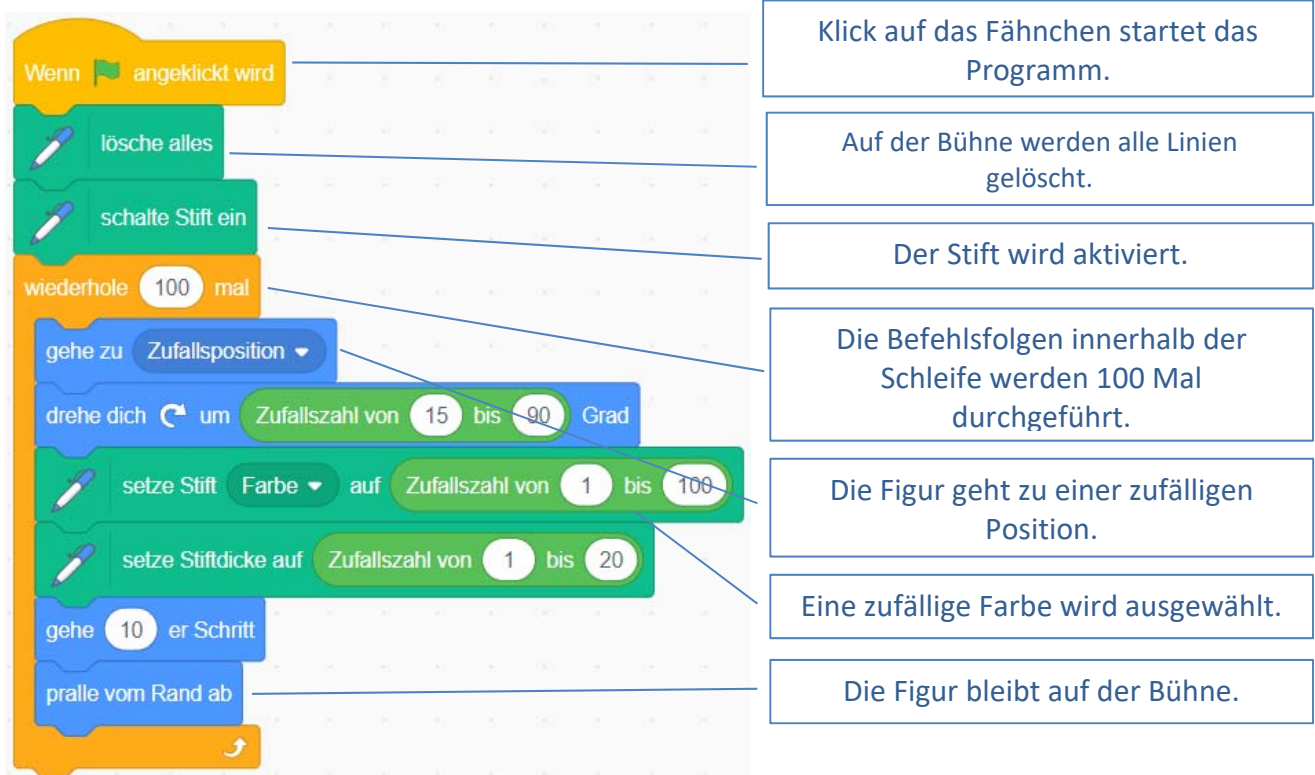 Wenn angeklickt wird
lösche alles
schalte Stift ein
wiederhole 100 mal
gehe zu Zufallsposition
drehe dich um Zufallszahl von 15 bis 90 Grad
setze Stift Farbe auf Zufallszahl von 1 bis 100
setze Stiftdicke auf Zufallszahl von 1 bis 20
gehe 10 er Schritt
pralle vom Rand ab
Klick auf das Fähnchen startet das
Programm.
Auf der Bühne werden alle Linien
gelöscht.
Der Stift wird aktiviert.
Die Befehlsfolgen innerhalb der
Schleife werden 100 Mal
durchgeführt.
Die Figur geht zu einer zufälligen
Position.
Eine zufällige Farbe wird ausgewählt.
Die Figur bleibt auf der Bühne.